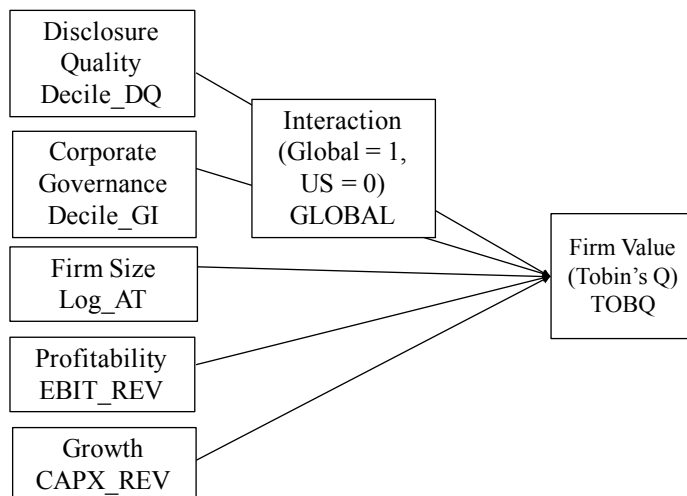 Disclosure
Quality
Decile_DQ
Interaction
(Global = 1,
US = 0)
GLOBAL
Corporate
Governance
Decile_GI
Firm Size
Log_AT
Firm Value
(Tobin's Q)
TOBQ
Profitability
EBIT_REV
Growth
CAPX_REV